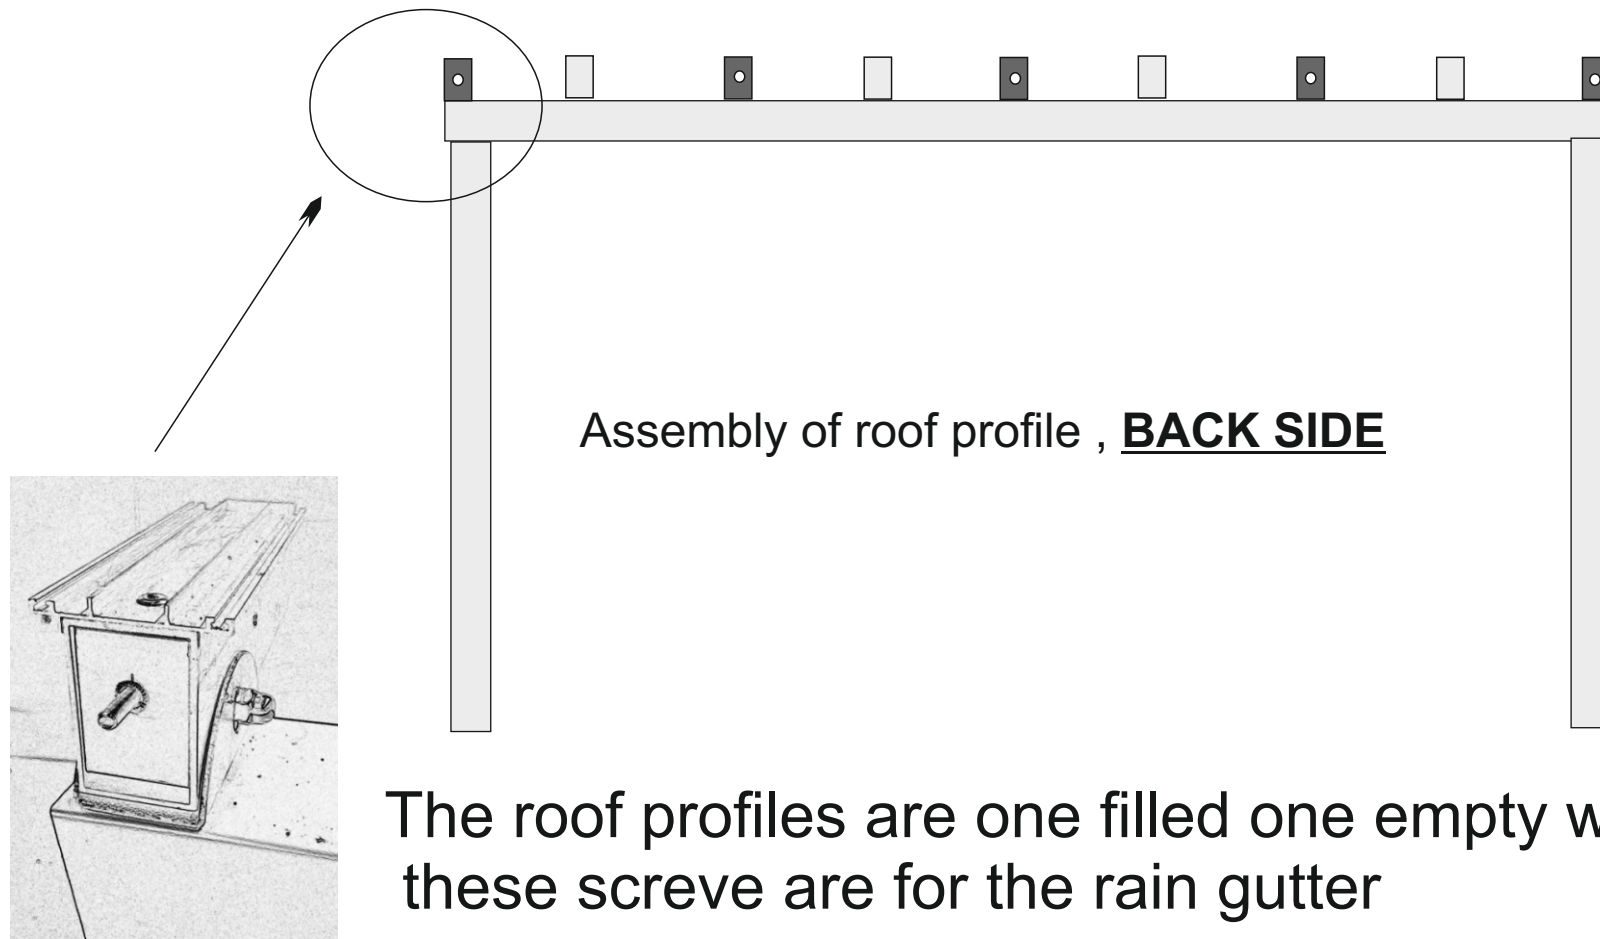 Assembly of roof profile , BACK SIDE
The roof profiles are one filled one empty
these screve are for the rain gutter